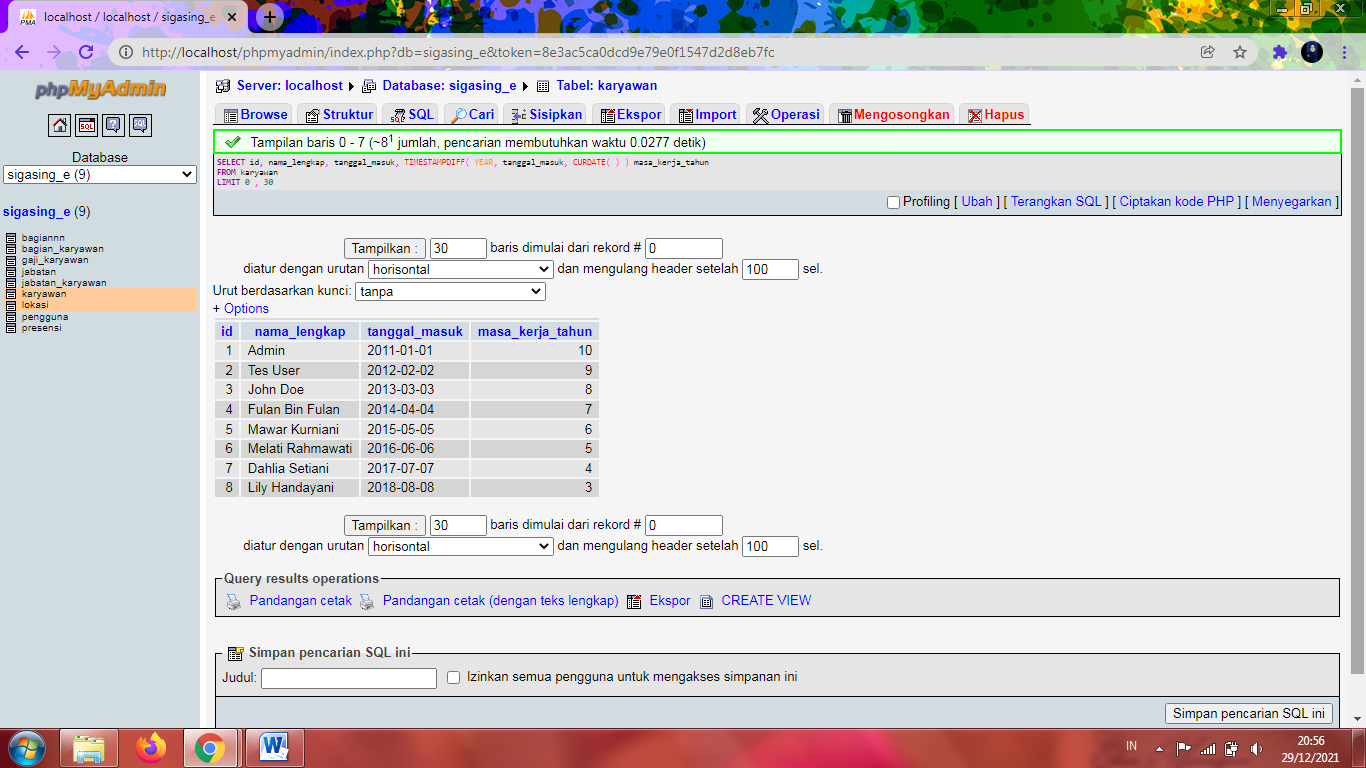 localhost / localhost / sigasing_e
http://localhost/phpmyadmin/index.php?db=sigasing_e&token=8e3ac5ca0dcd9e79e0f1547d2d8eb7fc
phpMyAdmin
Database
sigasing_e (9)
sigasing_e (9)
bagiannn
bagian_karyawan
gaji_karyawan
jabatan
jabatan_karyawan
karyawan
lokasi
pengguna
presensi
Server: localhost Database: sigasing_e Tabel: karyawan
Browse Struktur SQL Cari Sisipkan Ekspor Import Operasi Mengosongkan Hapus
Tampilan baris 0 - 7 (~8¹ jumlah, pencarian membutuhkan waktu 0.0277 detik)
SELECT id, nama_lengkap, tanggal_masuk, TIMESTAMPDIFF( YEAR, tanggal_masuk, CURDATE( ) ) masa_kerja_tahun
FROM karyawan
LIMIT 0 , 30
Profiling [ Ubah ] [ Terangkan SQL ] [ Ciptakan kode PHP ] [ Menyegarkan ]
Tampilkan : 30 baris dimulai dari rekord # 0
diatur dengan urutan horisontal dan mengulang header setelah 100 sel.
Urut berdasarkan kunci: tanpa
+ Options
id nama_lengkap tanggal_masuk masa_kerja_tahun
1 Admin 2011-01-01 10
2 Tes User 2012-02-02 9
3 John Doe 2013-03-03 8
4 Fulan Bin Fulan 2014-04-04 7
5 Mawar Kurniani 2015-05-05 6
6 Melati Rahmawati 2016-06-06 5
7 Dahlia Setiani 2017-07-07 4
8 Lily Handayani 2018-08-08 3
Tampilkan : 30 baris dimulai dari rekord # 0
diatur dengan urutan horisontal dan mengulang header setelah 100 sel.
Query results operations
Pandangan cetak Pandangan cetak (dengan teks lengkap) Ekspor CREATE VIEW
Simpan pencarian SQL ini
Judul: Izinkan semua pengguna untuk mengakses simpanan ini
Simpan pencarian SQL ini
IN 20:56
29/12/2021